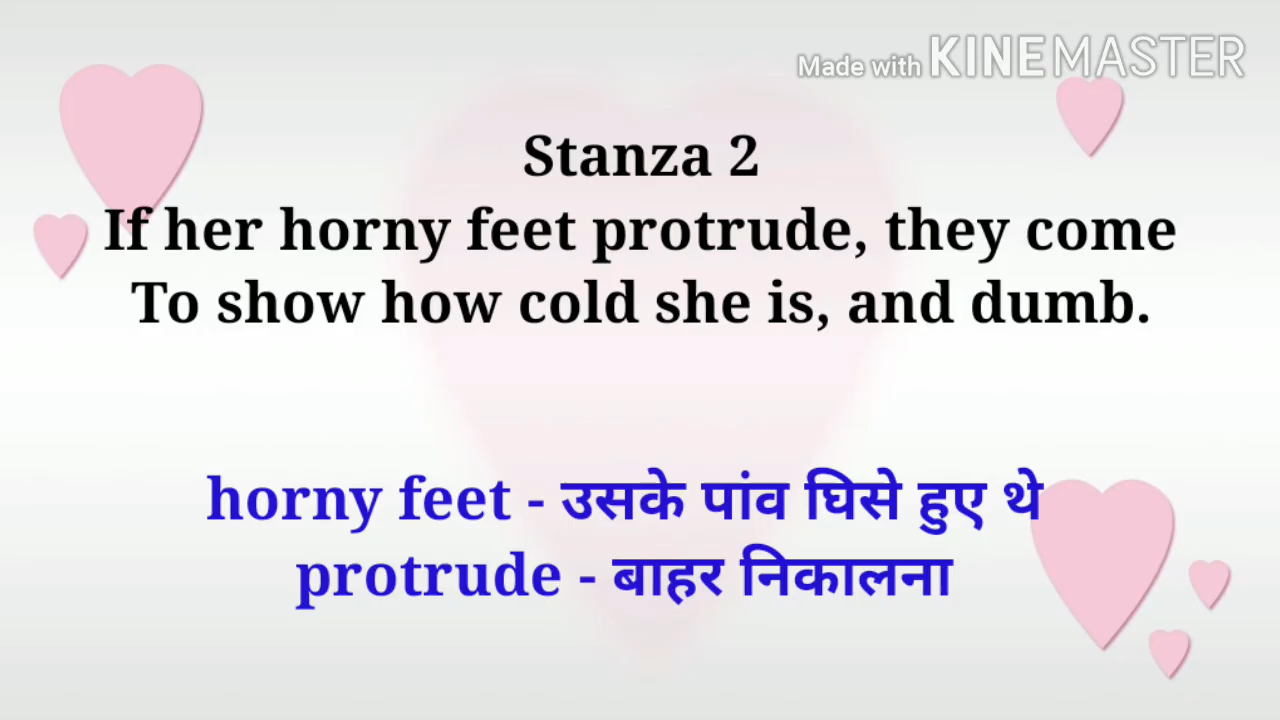 Made with KINEMASTER
Stanza 2
If her horny feet protrude, they come
To show how cold she is, and dumb.
horny feet - उसके पांव घिसे हुए थे
protrude - बाहर निकालना